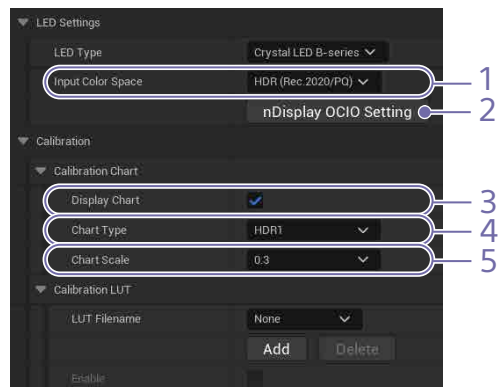 LED Settings
LED Type Crystal LED B-series
Input Color Space HDR (Rec.2020/PQ) 1
nDisplay OCIO Setting 2
Calibration
Calibration Chart
Display Chart 3
Chart Type HDR1 4
Chart Scale 0.3 5
Calibration LUT
LUT Filename None
Add Delete
Enable